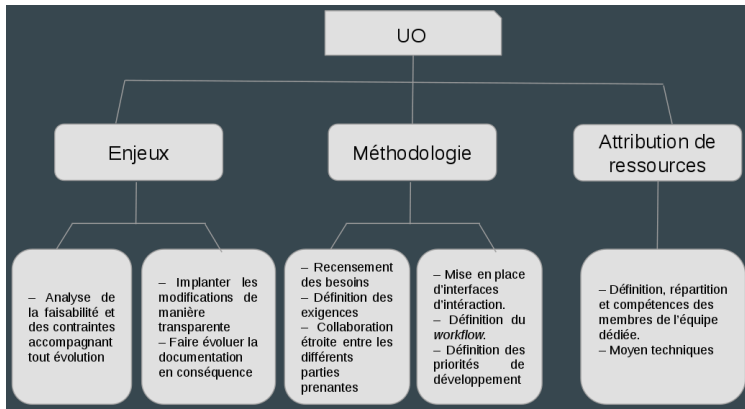 UO
Enjeux
Méthodologie
Attribution de
ressources
– Analyse de
la faisabilité et
des contraintes
accompagnant
tout évolution
– Implanter les
modifications de
manière
transparente
– Faire évoluer la
documentation
en conséquence
– Recensement
des besoins
– Définition des
exigences
– Collaboration
étroite entre les
différents
parties
prenantes
– Mise en place
d'interfaces
d'intéraction.
– Définition du
workflow.
– Définition des
priorités de
développement
– Définition, répartition
et compétences des
membres de l'équipe
dédiée.
– Moyen techniques